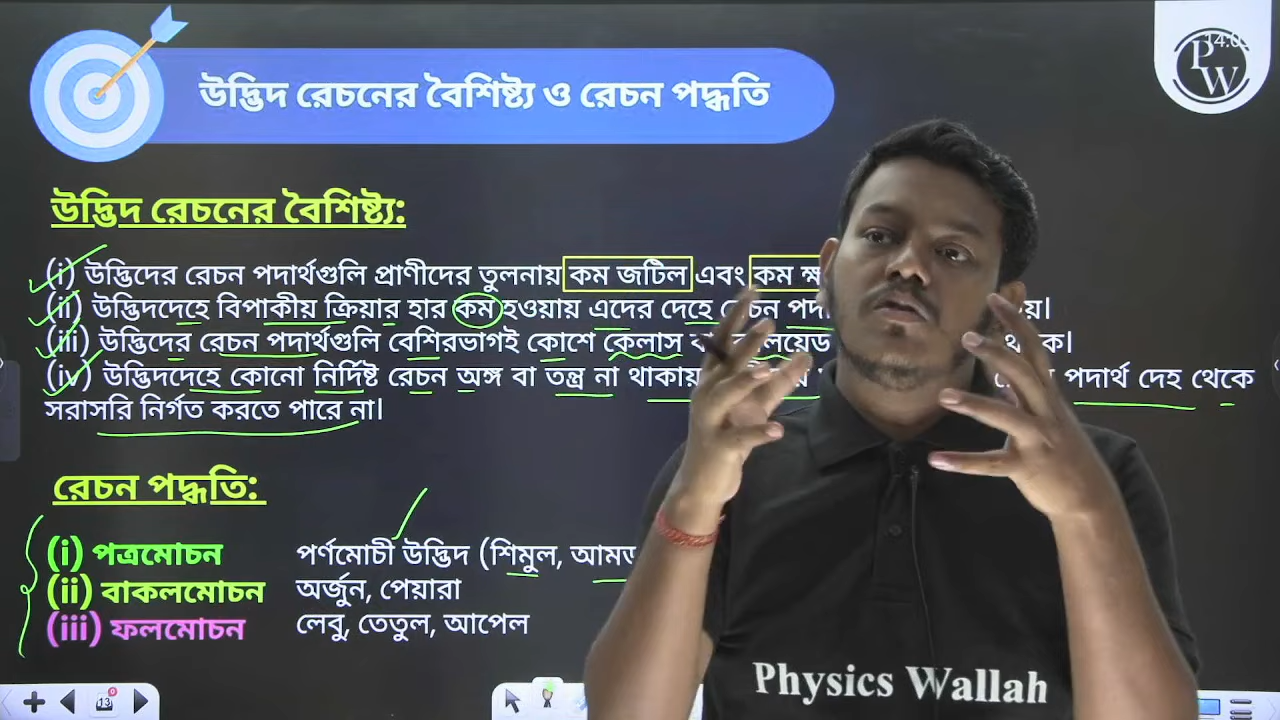 উদ্ভিদ রেচনের বৈশিষ্ট্য ও রেচন পদ্ধতি
PW
উদ্ভিদ রেচনের বৈশিষ্ট্য:
(i) উদ্ভিদের রেচন পদার্থগুলি প্রাণীদের তুলনায় কম জটিল এবং কম
(ii) উদ্ভিদদেহে বিপাকীয় ক্রিয়ার হার কম হওয়ায় এদের দেহে রেচন
(iii) উদ্ভিদের রেচন পদার্থগুলি বেশিরভাগই কোশে কেলাস
(iv) উদ্ভিদদেহে কোনো নির্দিষ্ট রেচন অঙ্গ বা তন্ত্র না থাকায় পদার্থ দেহ থেকে
সরাসরি নির্গত করতে পারে না।
রেচন পদ্ধতি:
(i) পত্রমোচন পর্ণমোচী উদ্ভিদ (শিমুল,
(ii) বাকলমোচন অর্জুন, পেয়ারা
(iii) ফলমোচন লেবু, তেতুল, আপেল
Physics Wallah
13